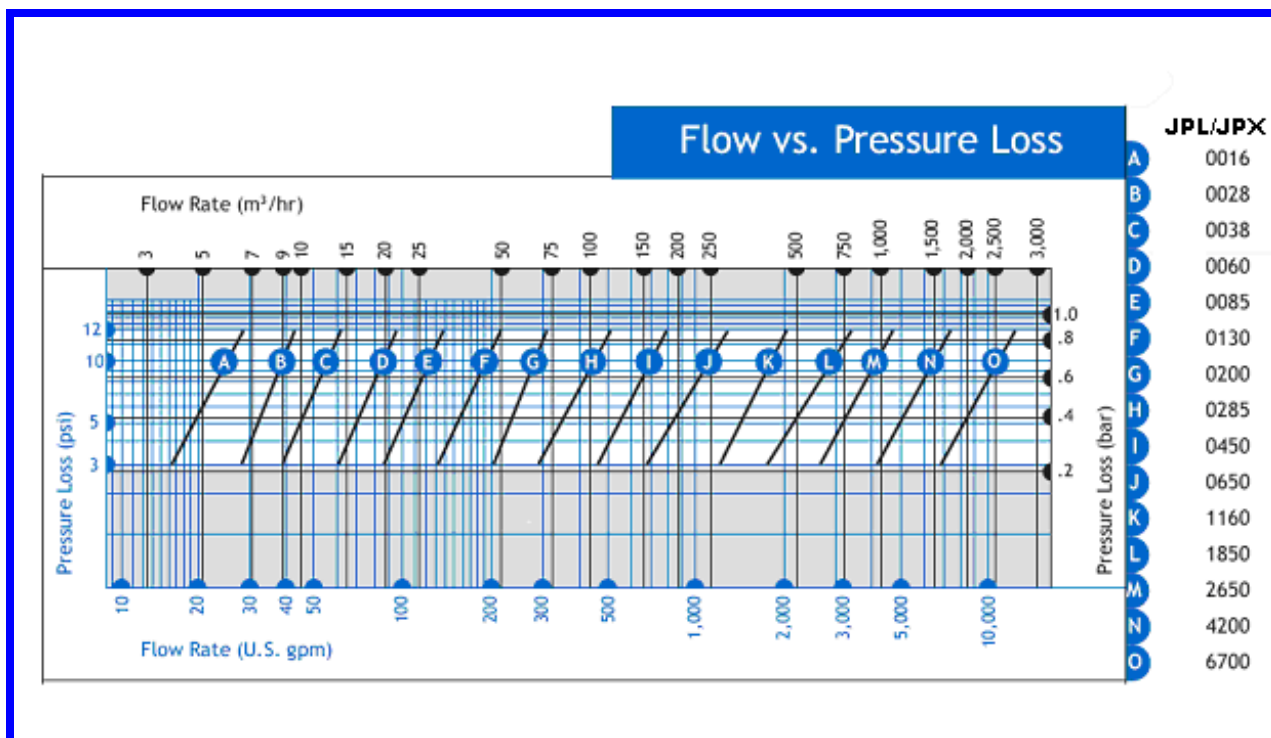 Flow vs. Pressure Loss
JPL/JPX
A 0016
B 0028
C 0038
D 0060
E 0085
F 0130
G 0200
H 0285
I 0450
J 0650
K 1160
L 1850
M 2650
N 4200
O 6700
Flow Rate (m³/hr)
3 5 7 9 10 15 20 25 50 75 100 150 200 250 500 750 1,000 1,500 2,000 2,500 3,000
12
10
5
3
Pressure Loss (psi)
A B C D E F G H I J K L M N O
1.0
.8
.6
.4
.2
Pressure Loss (bar)
10 20 30 40 50 100 200 300 500 1,000 2,000 3,000 5,000 10,000
Flow Rate (U.S. gpm)